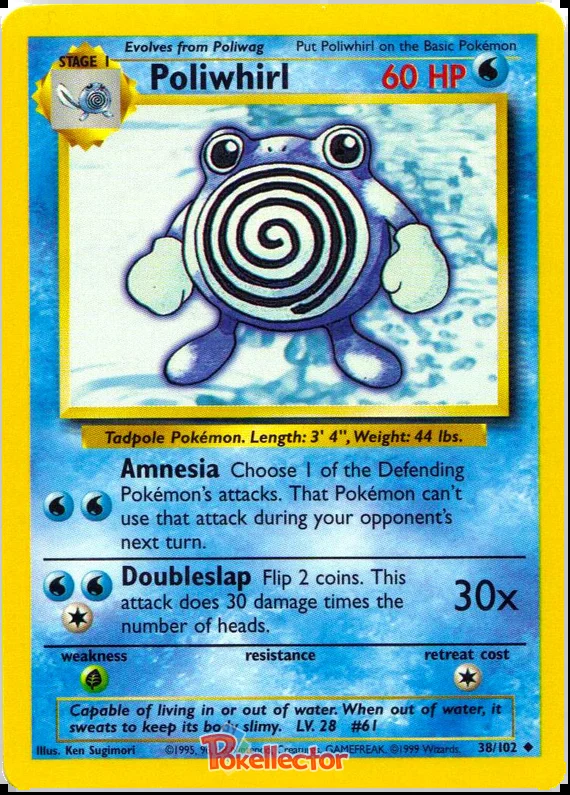 Evolves from Poliwag Put Poliwhirl on the Basic Pokémon
STAGE 1
Poliwhirl 60 HP
Tadpole Pokémon. Length: 3' 4", Weight: 44 lbs.
Amnesia Choose 1 of the Defending
Pokémon's attacks. That Pokémon can't
use that attack during your opponent's
next turn.
Doubleslap Flip 2 coins. This
attack does 30 damage times the
number of heads.
30x
weakness resistance retreat cost
Capable of living in or out of water. When out of water, it
sweats to keep its body slimy. LV. 28 #61
Illus. Ken Sugimori ©1995, Creatures, GAMEFREAK. ©1999 Wizards. 38/102
Pokellector